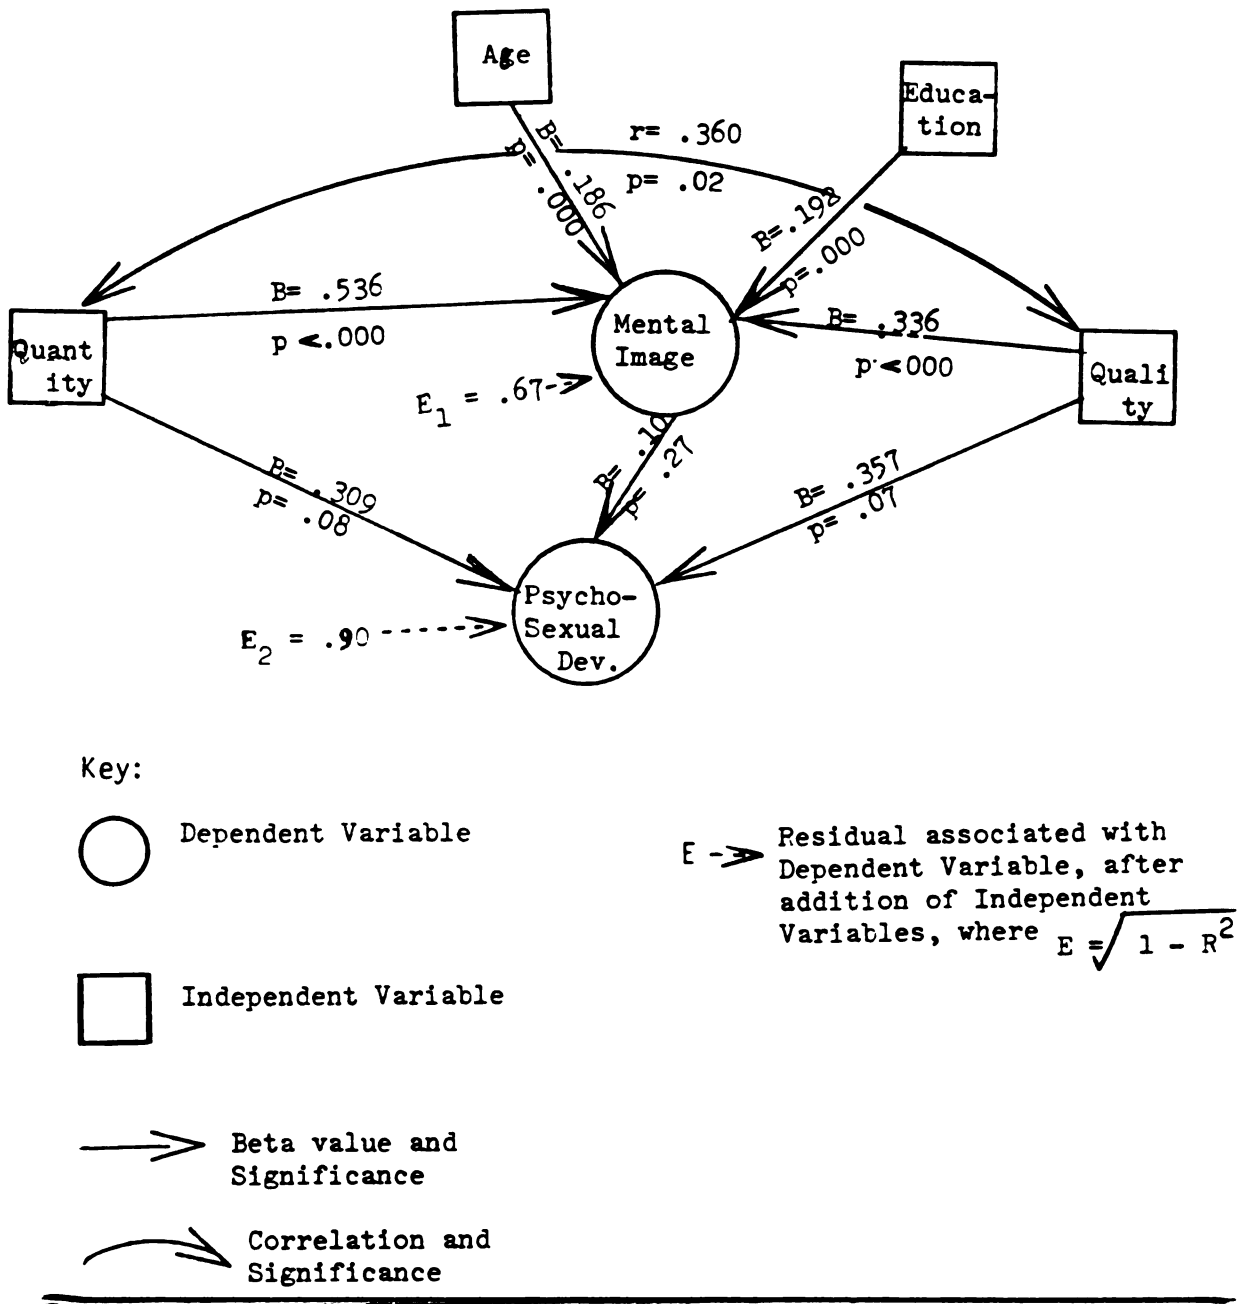 Age
Educa-
tion
r= .360
p= .02
B= .186
p= .000
B=.192
p=.000
B= .536
p <.000
Mental
Image
B= .336
p <000
Quant
ity
Quali
ty
E1 = .67
B= .10
p= .27
B= .309
p= .08
B= .357
p= .07
Psycho-
Sexual
Dev.
E2 = .90
Key:
Dependent Variable
E
Residual associated with
Dependent Variable, after
addition of Independent
Variables, where E = √1 - R²
Independent Variable
Beta value and
Significance
Correlation and
Significance